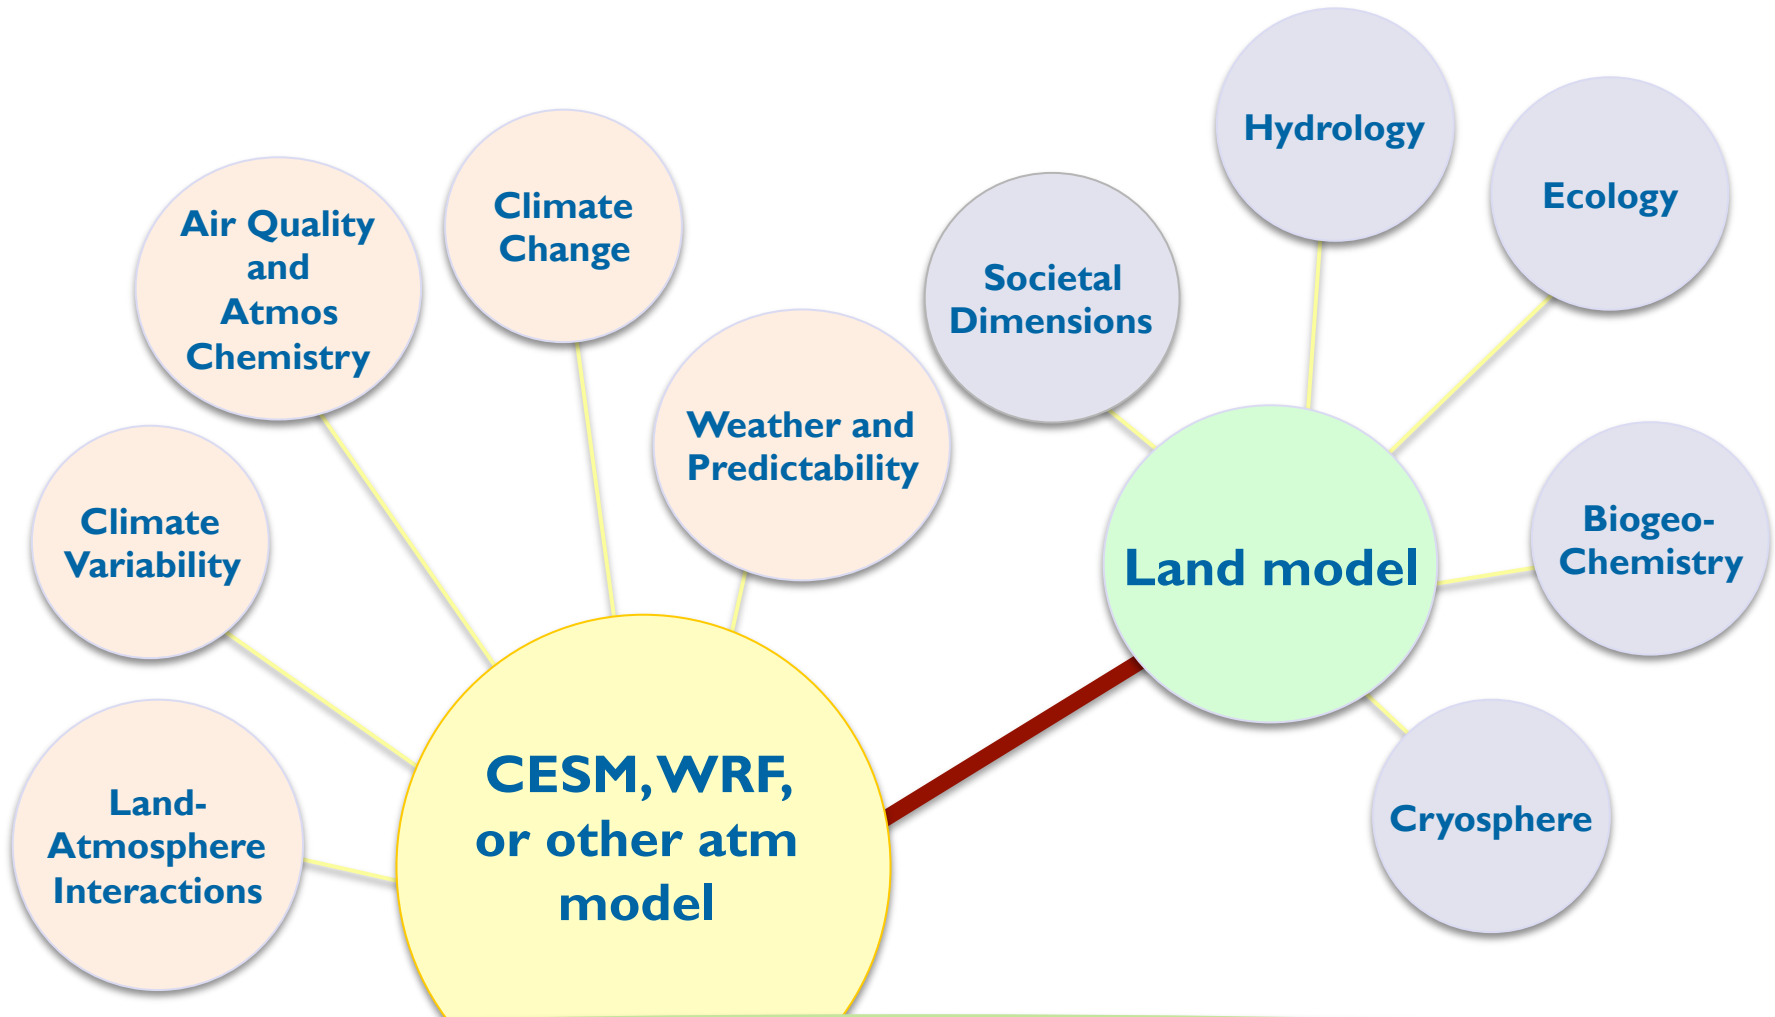 Hydrology
Ecology
Climate
Change
Air Quality
and
Atmos
Chemistry
Societal
Dimensions
Weather and
Predictability
Climate
Variability
Land model
Biogeo-
Chemistry
Land-
Atmosphere
Interactions
CESM, WRF,
or other atm
model
Cryosphere